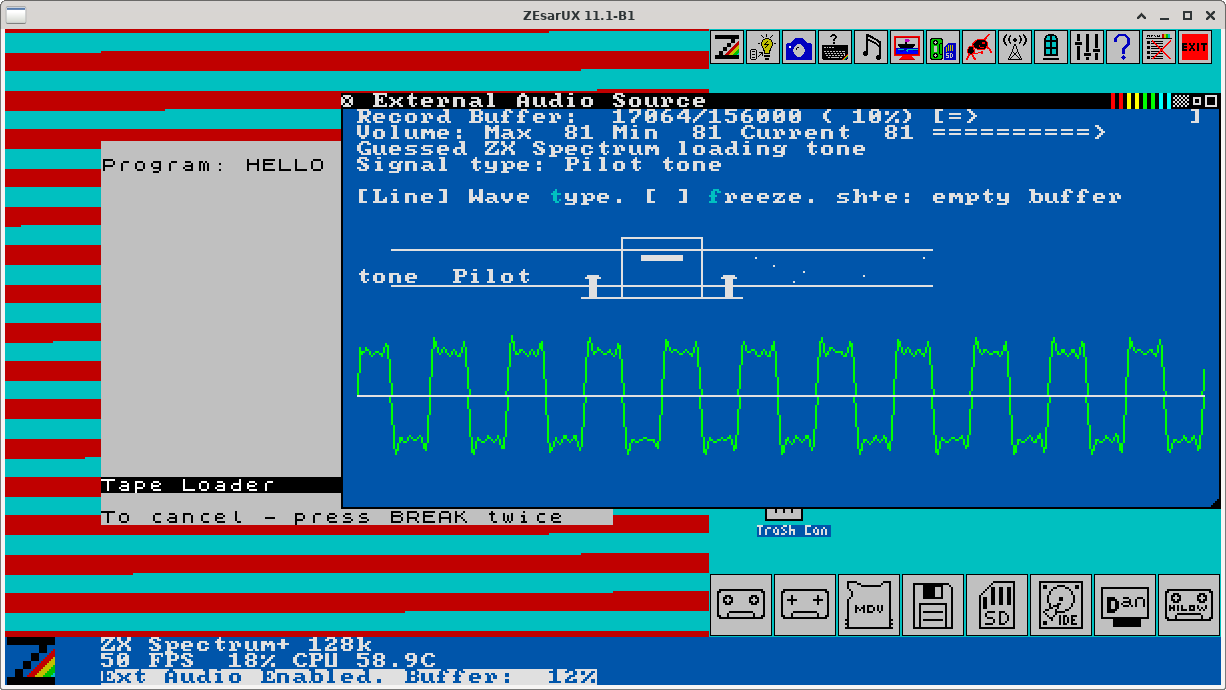 ZEsarUX 11.1-B1
EXIT
External Audio Source
Record Buffer:  17064/156000 ( 10%) [=>                          ]
Volume: Max  81 Min  81 Current  81 ==========>
Guessed ZX Spectrum loading tone
Signal type: Pilot tone
[Line] Wave type. [ ] freeze. sh+e: empty buffer
tone  Pilot
Program: HELLO
Tape Loader
To cancel - press BREAK twice
Trash Can
MDV
SD
IDE
Dan
HILOW
ZX Spectrum+ 128k
50 FPS  18% CPU 58.9C
Ext Audio Enabled. Buffer:  12%